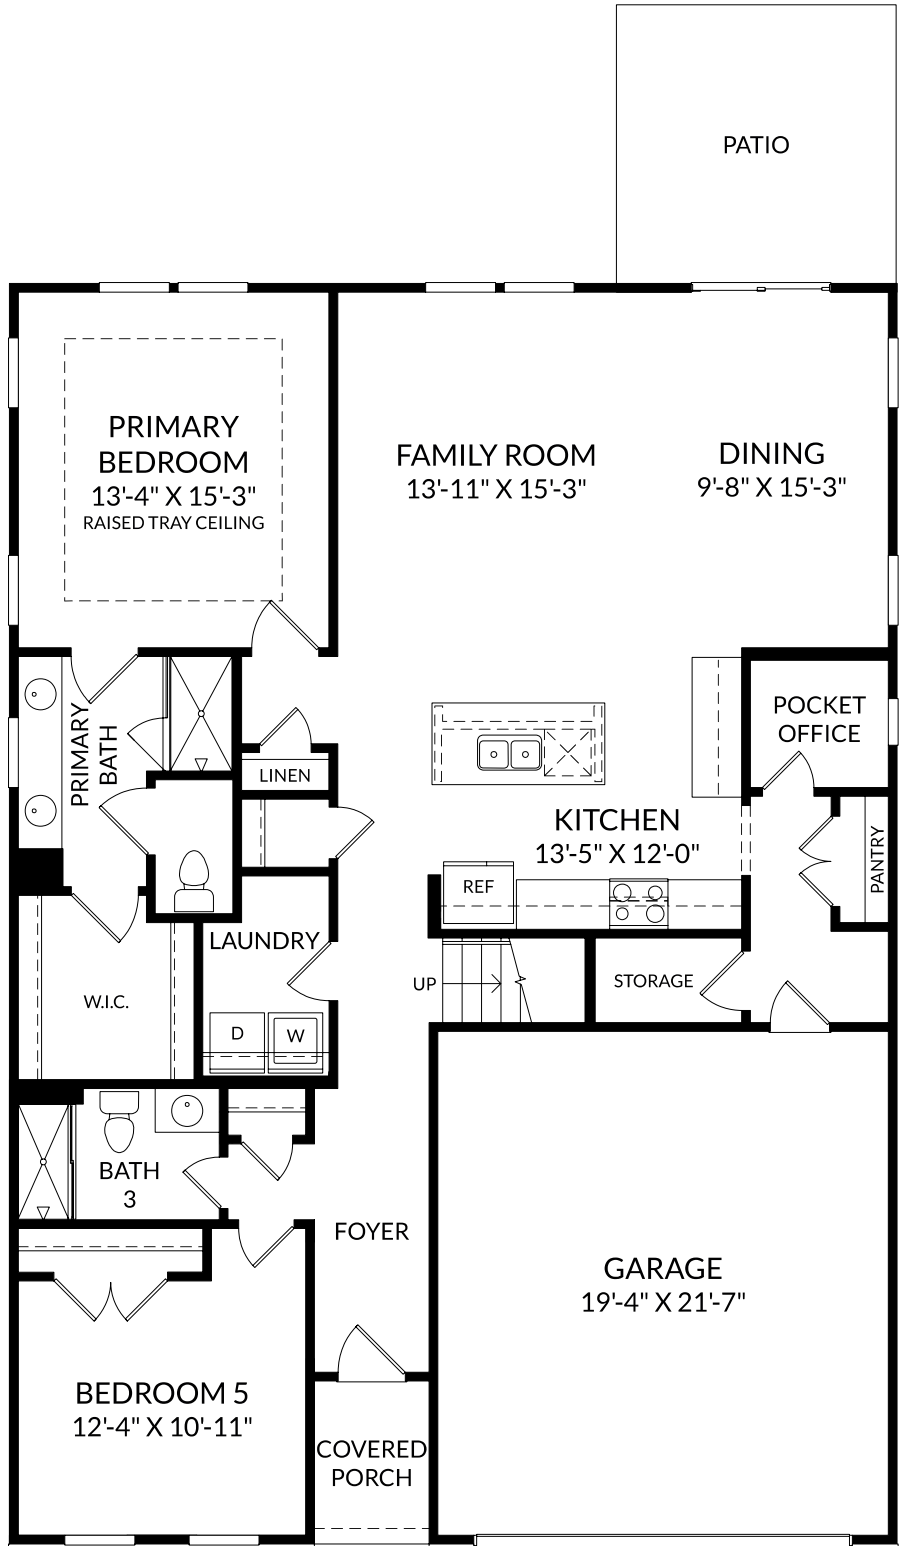 PATIO
PRIMARY
BEDROOM
13'-4" X 15'-3"
RAISED TRAY CEILING
FAMILY ROOM
13'-11" X 15'-3"
DINING
9'-8" X 15'-3"
PRIMARY
BATH
LINEN
POCKET
OFFICE
KITCHEN
13'-5" X 12'-0"
PANTRY
REF
LAUNDRY
UP
STORAGE
W.I.C.
D
W
BATH
3
FOYER
GARAGE
19'-4" X 21'-7"
BEDROOM 5
12'-4" X 10'-11"
COVERED
PORCH